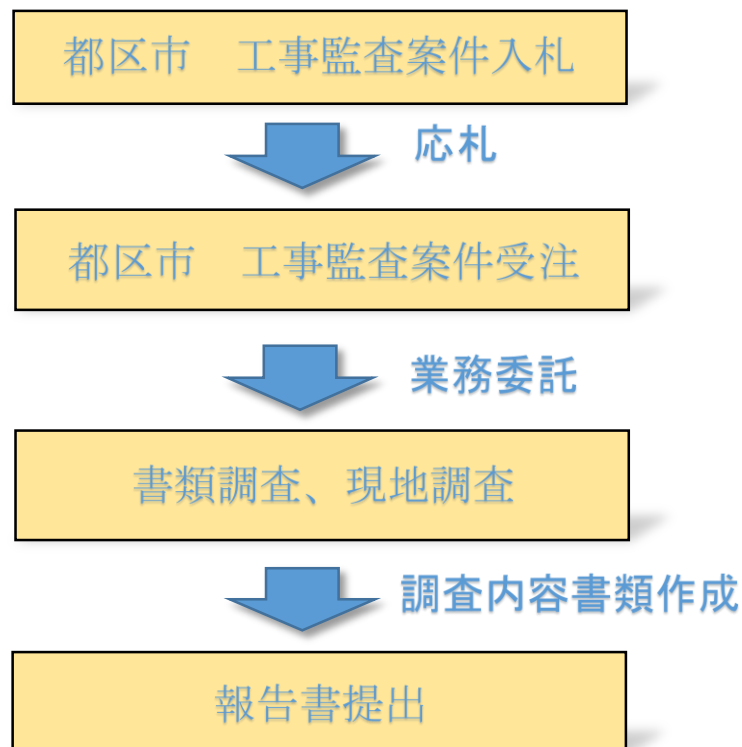 都区市　工事監査案件入札
応札
都区市　工事監査案件受注
業務委託
書類調査、現地調査
調査内容書類作成
報告書提出